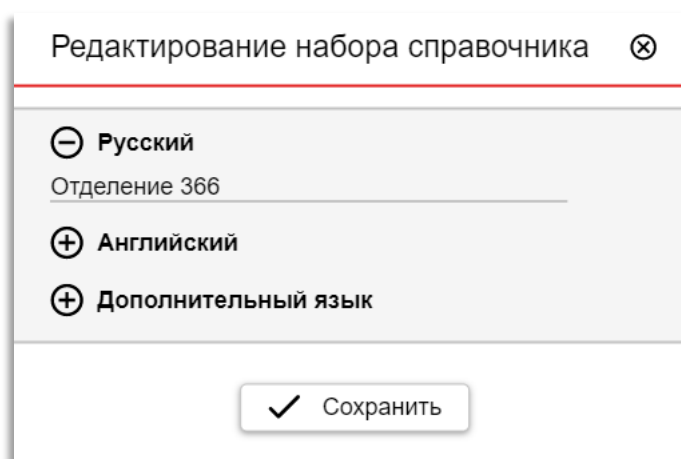 Редактирование набора справочника
Русский
Отделение 366
Английский
Дополнительный язык
Сохранить